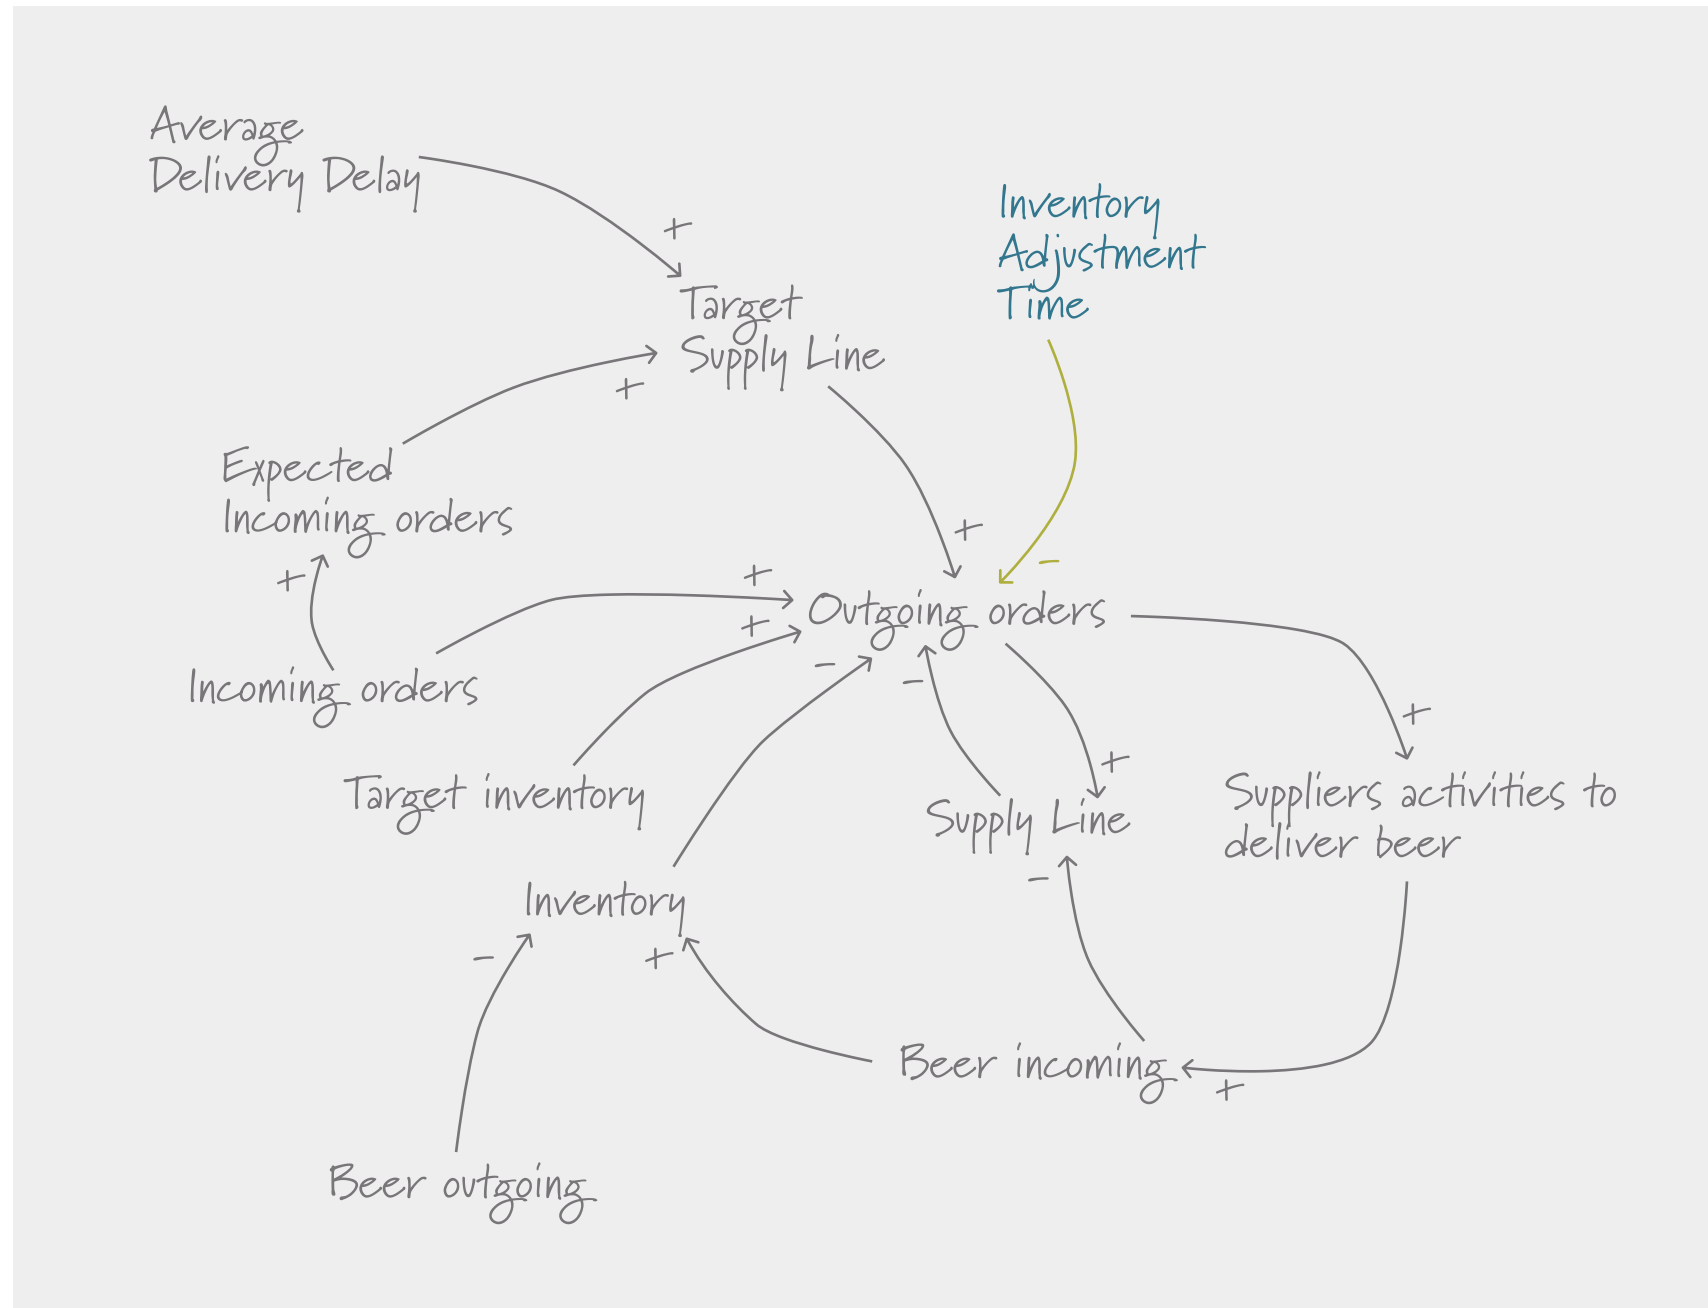 Average
Delivery Delay
+
Inventory
Adjustment
Time
Target
Supply Line
+
Expected
Incoming orders
+
-
+
+
Outgoing orders
+
-
-
Incoming orders
+
+
Target inventory
Supply Line
Suppliers activities to
deliver beer
-
Inventory
-
+
Beer incoming
+
Beer outgoing